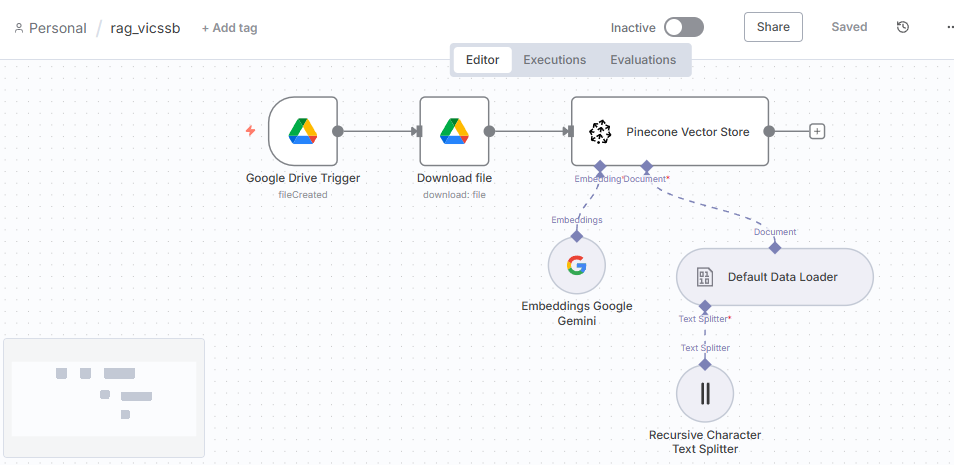 Personal / rag_vicssb + Add tag
Inactive Share Saved
Editor Executions Evaluations
Pinecone Vector Store
Google Drive Trigger
fileCreated
Download file
download: file
Embedding* Document*
Embeddings
Document
Default Data Loader
Embeddings Google
Gemini
Text Splitter*
Text Splitter
Recursive Character
Text Splitter